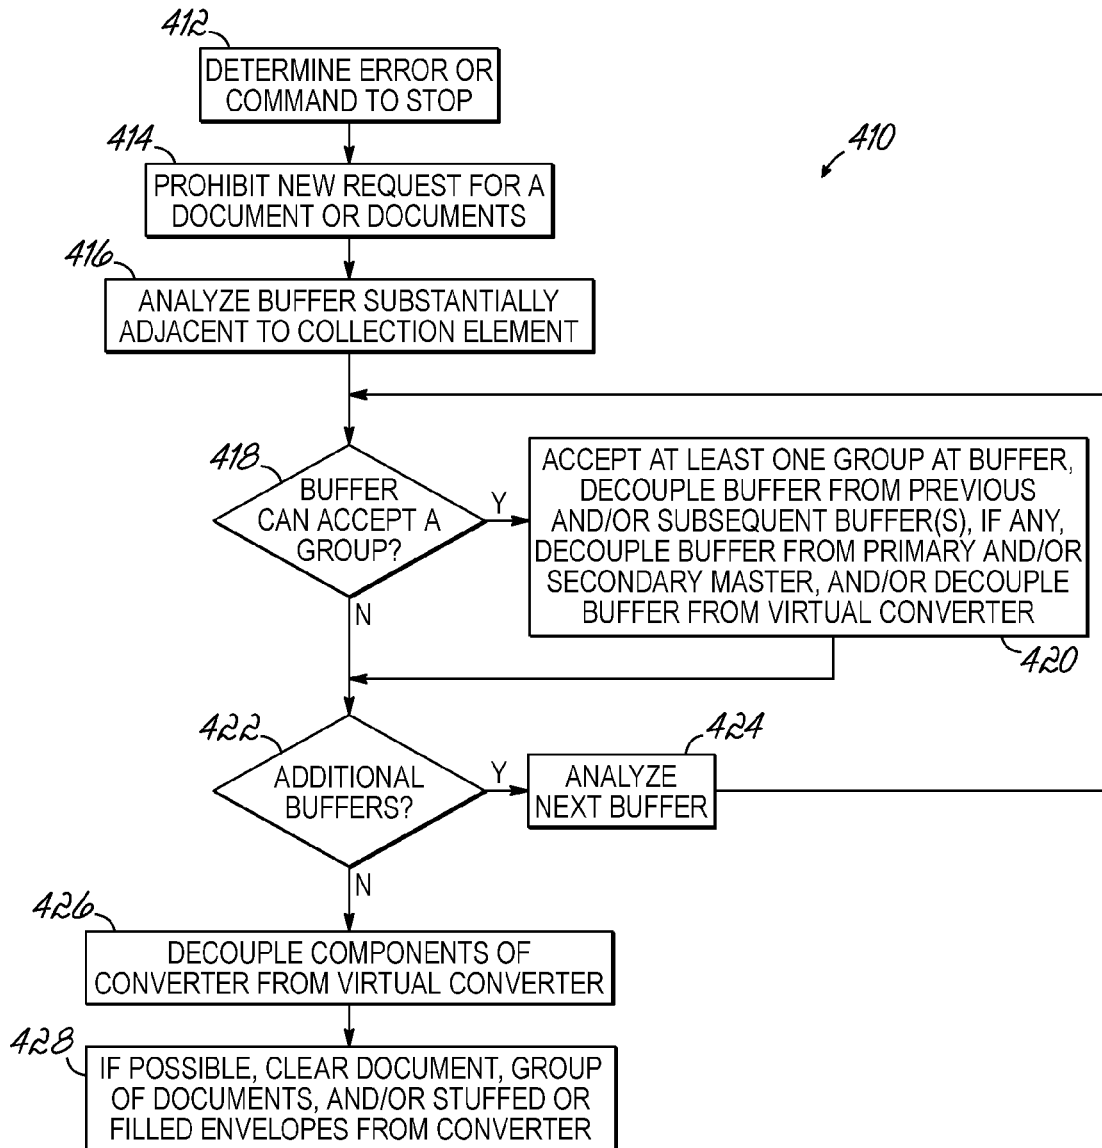 412
DETERMINE ERROR OR
COMMAND TO STOP
410
414
PROHIBIT NEW REQUEST FOR A
DOCUMENT OR DOCUMENTS
416
ANALYZE BUFFER SUBSTANTIALLY
ADJACENT TO COLLECTION ELEMENT
418
BUFFER
CAN ACCEPT A
GROUP?
Y
N
ACCEPT AT LEAST ONE GROUP AT BUFFER,
DECOUPLE BUFFER FROM PREVIOUS
AND/OR SUBSEQUENT BUFFER(S), IF ANY,
DECOUPLE BUFFER FROM PRIMARY AND/OR
SECONDARY MASTER, AND/OR DECOUPLE
BUFFER FROM VIRTUAL CONVERTER
420
422
ADDITIONAL
BUFFERS?
Y
N
424
ANALYZE
NEXT BUFFER
426
DECOUPLE COMPONENTS OF
CONVERTER FROM VIRTUAL CONVERTER
428
IF POSSIBLE, CLEAR DOCUMENT, GROUP
OF DOCUMENTS, AND/OR STUFFED OR
FILLED ENVELOPES FROM CONVERTER